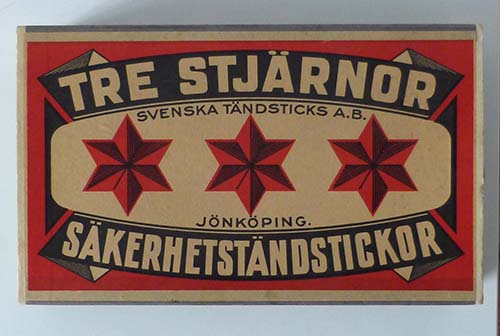 TRE STJÄRNOR
SVENSKA TÄNDSTICKS A.B.
JÖNKÖPING.
SÄKERHETSTÄNDSTICKOR